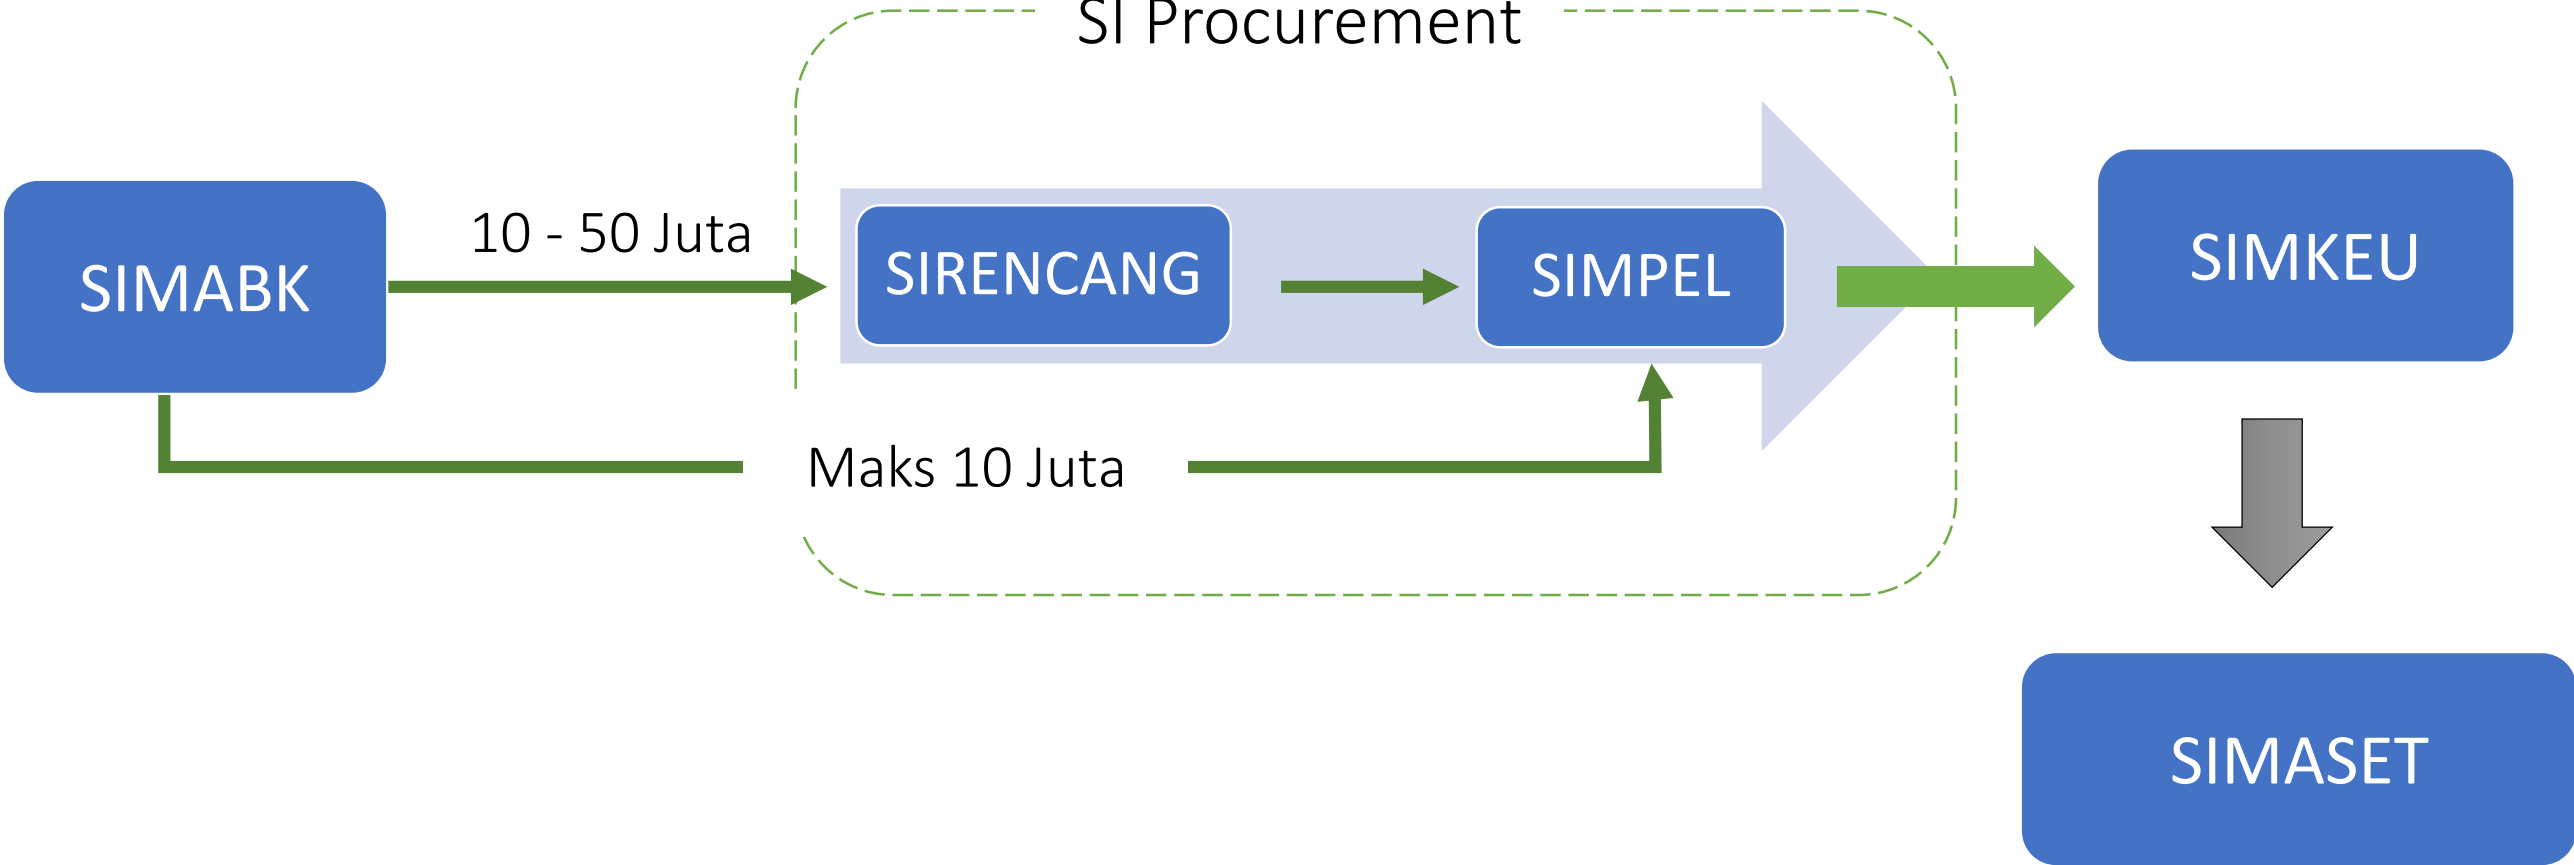 SI Procurement
SIMABK
10 - 50 Juta
SIRENCANG
SIMPEL
SIMKEU
Maks 10 Juta
SIMASET